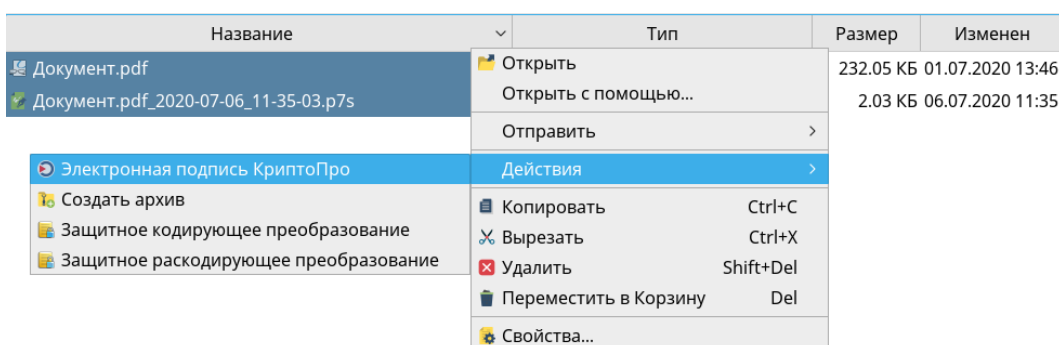 Название Тип Размер Изменен
Документ.pdf 232.05 КБ 01.07.2020 13:46
Документ.pdf_2020-07-06_11-35-03.p7s 2.03 КБ 06.07.2020 11:35
Открыть
Открыть с помощью...
Отправить
Действия
Электронная подпись КриптоПро
Создать архив
Защитное кодирующее преобразование
Защитное раскодирующее преобразование
Копировать Ctrl+C
Вырезать Ctrl+X
Удалить Shift+Del
Переместить в Корзину Del
Свойства...